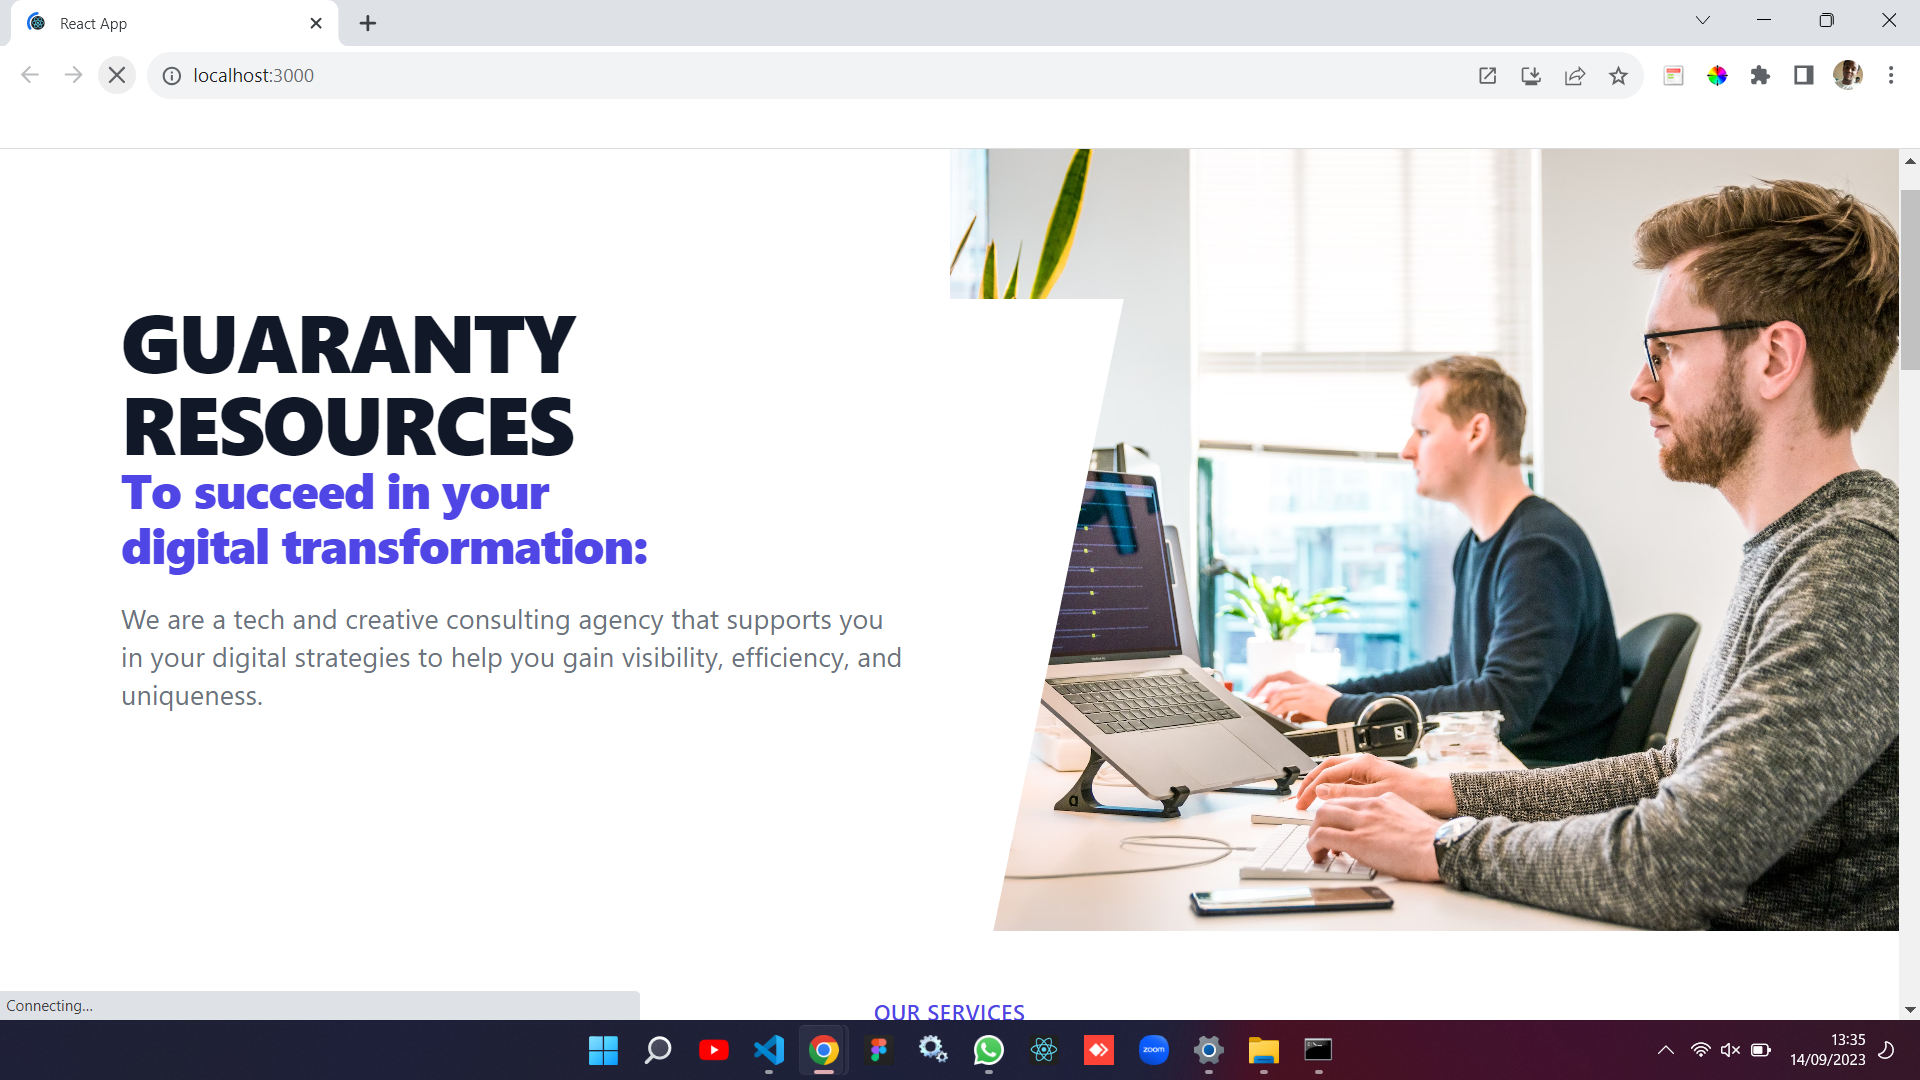 React App
localhost:3000
GUARANTY
RESOURCES
To succeed in your
digital transformation:
We are a tech and creative consulting agency that supports you
in your digital strategies to help you gain visibility, efficiency, and
uniqueness.
OUR SERVICES
Connecting...
zoom
13:35
14/09/2023